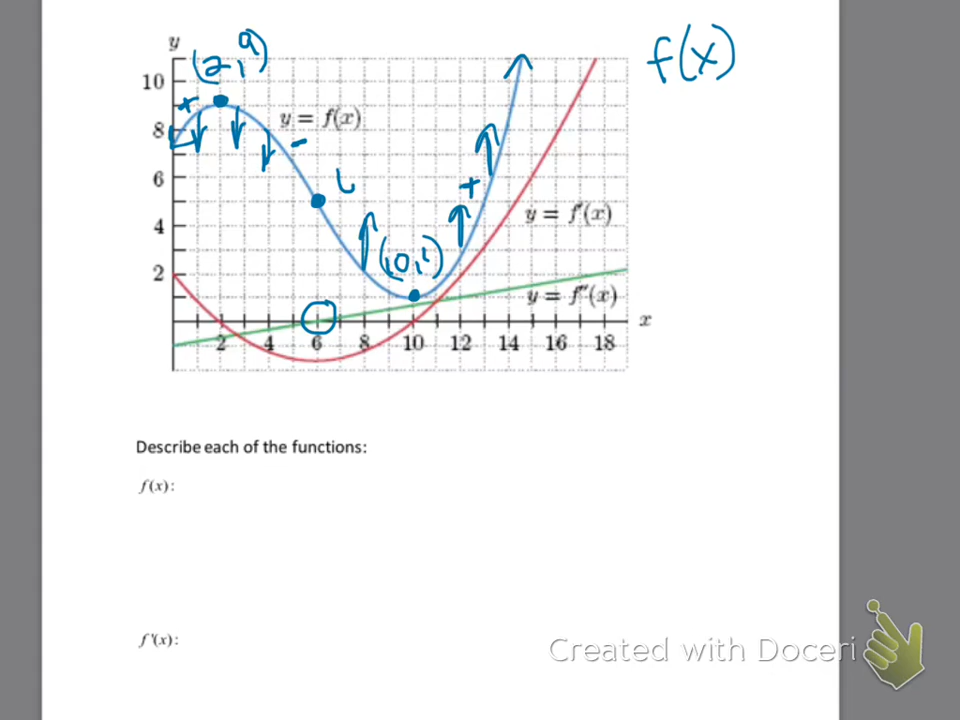 y
(2,9)
f(x)
10
+
y = f(x)
8
-
6
+
4
y = f'(x)
(10,1)
2
y = f"(x)
x
2 4 6 8 10 12 14 16 18
Describe each of the functions:
f(x):
f'(x):
Created with Doceri